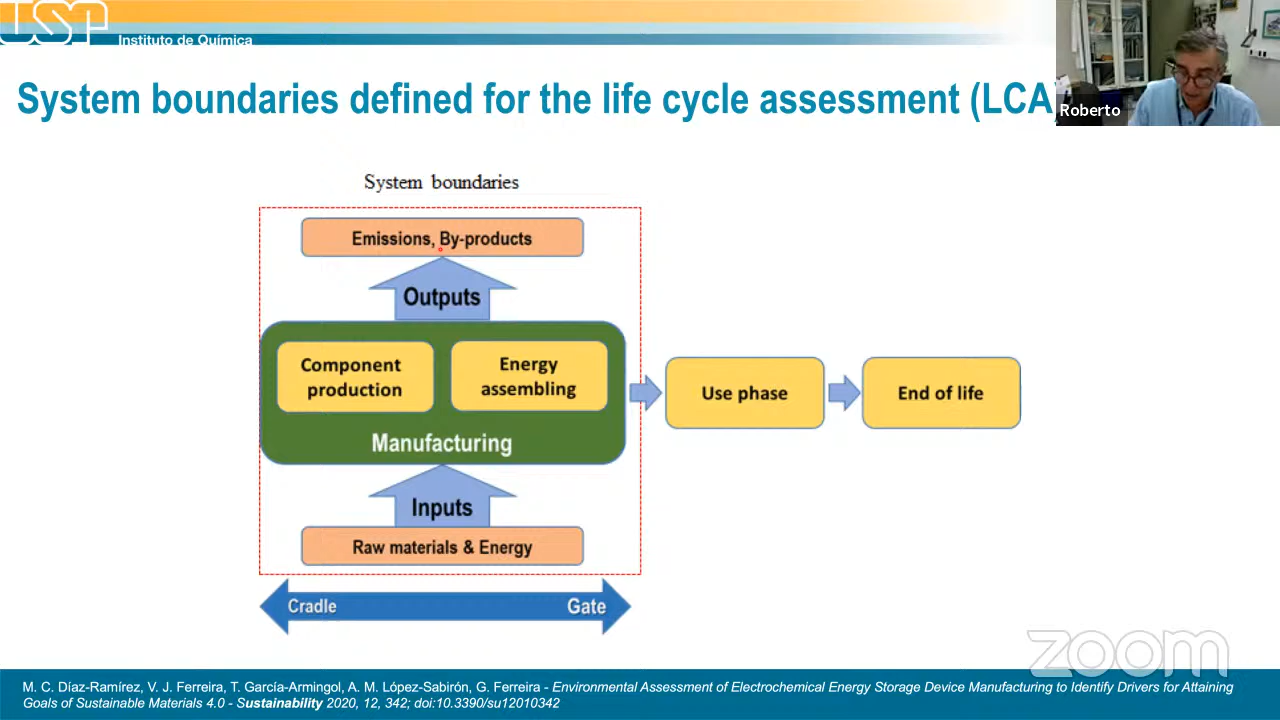 USP
Instituto de Química
System boundaries defined for the life cycle assessment (LCA)
Roberto
System boundaries
Emissions, By-products
Outputs
Component
production
Energy
assembling
Manufacturing
Use phase
End of life
Inputs
Raw materials & Energy
Cradle
Gate
zoom
M. C. Díaz-Ramírez, V. J. Ferreira, T. García-Armingol, A. M. López-Sabirón, G. Ferreira - Environmental Assessment of Electrochemical Energy Storage Device Manufacturing to Identify Drivers for Attaining
Goals of Sustainable Materials 4.0 - Sustainability 2020, 12, 342; doi:10.3390/su12010342